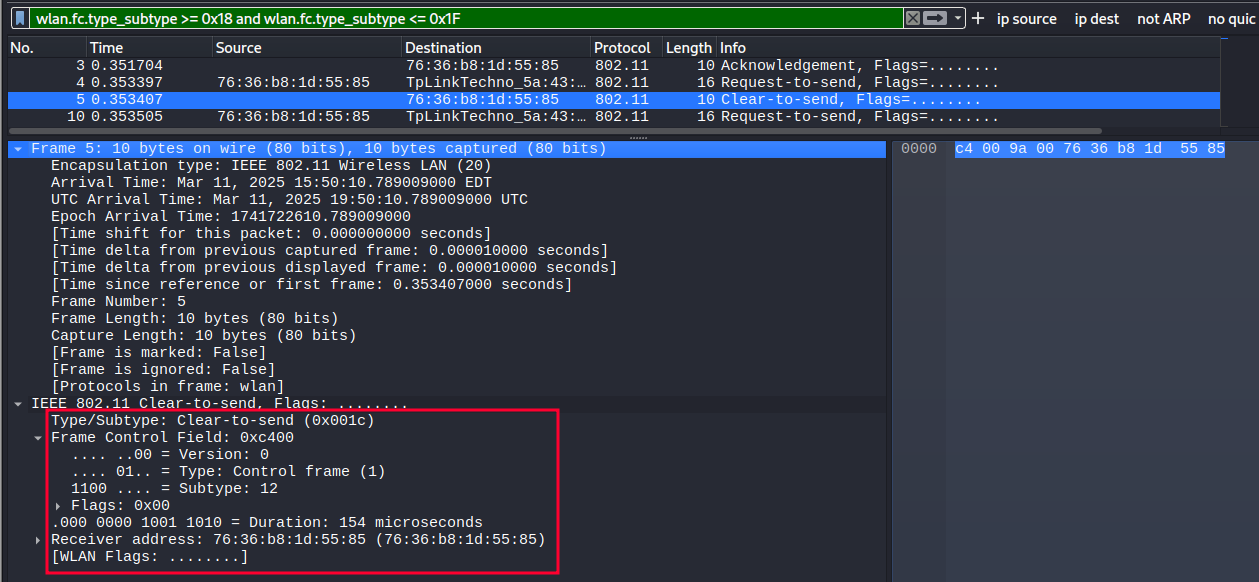 wlan.fc.type_subtype >= 0x18 and wlan.fc.type_subtype <= 0x1F + ip source ip dest not ARP no quic
No. Time Source Destination Protocol Length Info
3 0.351704 76:36:b8:1d:55:85 802.11 10 Acknowledgement, Flags=........
4 0.353397 76:36:b8:1d:55:85 TpLinkTechno_5a:43:… 802.11 16 Request-to-send, Flags=........
5 0.353407 76:36:b8:1d:55:85 802.11 10 Clear-to-send, Flags=........
10 0.353505 76:36:b8:1d:55:85 TpLinkTechno_5a:43:… 802.11 16 Request-to-send, Flags=........
Frame 5: 10 bytes on wire (80 bits), 10 bytes captured (80 bits)
0000 c4 00 9a 00 76 36 b8 1d 55 85
Encapsulation type: IEEE 802.11 Wireless LAN (20)
Arrival Time: Mar 11, 2025 15:50:10.789009000 EDT
UTC Arrival Time: Mar 11, 2025 19:50:10.789009000 UTC
Epoch Arrival Time: 1741722610.789009000
[Time shift for this packet: 0.000000000 seconds]
[Time delta from previous captured frame: 0.000010000 seconds]
[Time delta from previous displayed frame: 0.000010000 seconds]
[Time since reference or first frame: 0.353407000 seconds]
Frame Number: 5
Frame Length: 10 bytes (80 bits)
Capture Length: 10 bytes (80 bits)
[Frame is marked: False]
[Frame is ignored: False]
[Protocols in frame: wlan]
IEEE 802.11 Clear-to-send, Flags: ........
Type/Subtype: Clear-to-send (0x001c)
Frame Control Field: 0xc400
.... ..00 = Version: 0
.... 01.. = Type: Control frame (1)
1100 .... = Subtype: 12
Flags: 0x00
.000 0000 1001 1010 = Duration: 154 microseconds
Receiver address: 76:36:b8:1d:55:85 (76:36:b8:1d:55:85)
[WLAN Flags: ........]